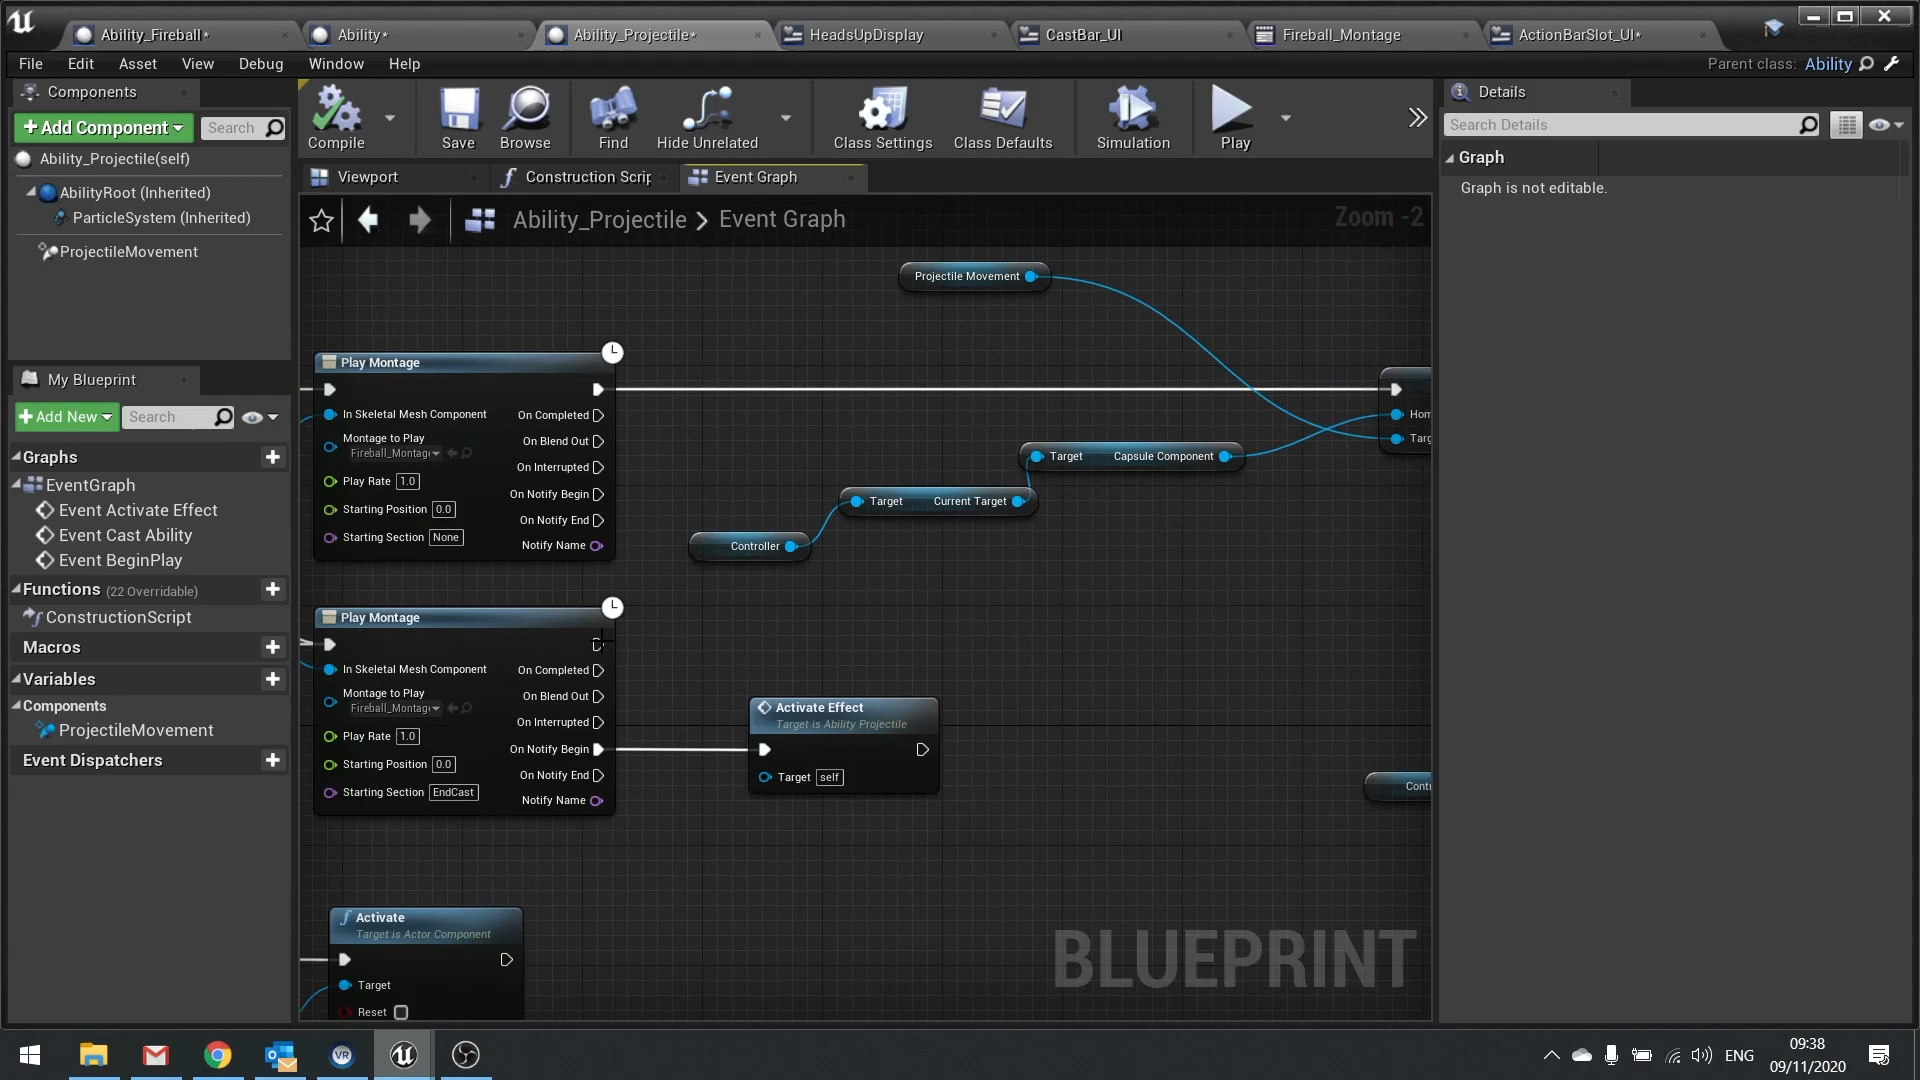 Ability_Fireball*
Ability*
Ability_Projectile*
HeadsUpDisplay
CastBar_UI
Fireball_Montage
ActionBarSlot_UI*
File Edit Asset View Debug Window Help
Parent class: Ability
Components
+ Add Component
Search
Ability_Projectile(self)
AbilityRoot (Inherited)
ParticleSystem (Inherited)
ProjectileMovement
Compile
Save
Browse
Find
Hide Unrelated
Class Settings
Class Defaults
Simulation
Play
Details
Search Details
Graph
Graph is not editable.
Viewport
Construction Scrip
Event Graph
Ability_Projectile > Event Graph
Zoom -2
My Blueprint
+ Add New
Search
Graphs
EventGraph
Event Activate Effect
Event Cast Ability
Event BeginPlay
Functions (22 Overridable)
ConstructionScript
Macros
Variables
Components
ProjectileMovement
Event Dispatchers
Projectile Movement
Play Montage
In Skeletal Mesh Component
On Completed
Montage to Play
Fireball_Montage
On Blend Out
On Interrupted
Play Rate 1.0
On Notify Begin
Starting Position 0.0
On Notify End
Starting Section None
Notify Name
Target Capsule Component
Target Current Target
Controller
Hom
Targ
Play Montage
In Skeletal Mesh Component
On Completed
Montage to Play
Fireball_Montage
On Blend Out
On Interrupted
Play Rate 1.0
On Notify Begin
Starting Position 0.0
On Notify End
Starting Section EndCast
Notify Name
Activate Effect
Target is Ability Projectile
Target self
Cont
Activate
Target is Actor Component
Target
Reset
BLUEPRINT
VR
ENG
09:38
09/11/2020